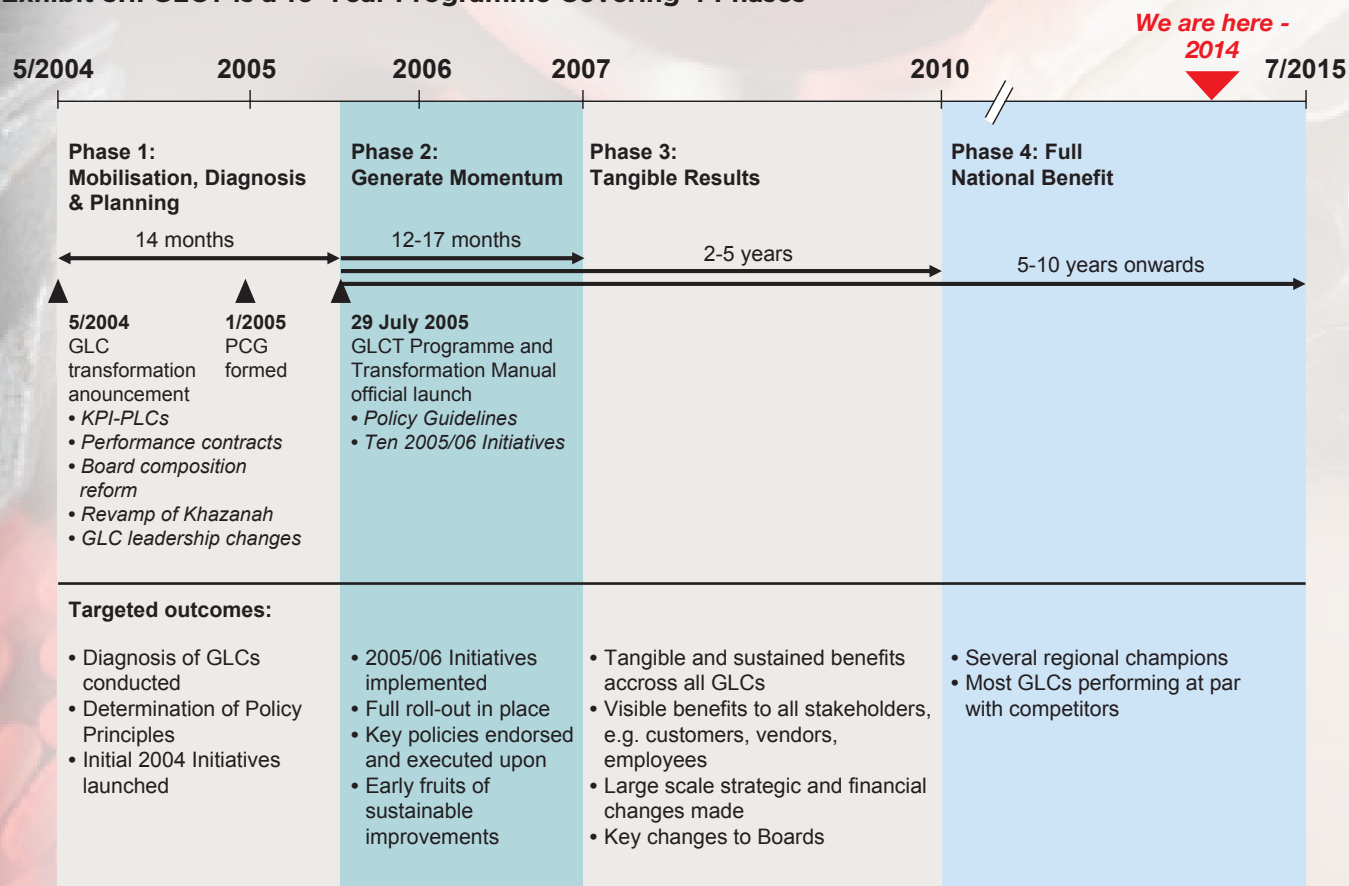 We are here -
2014
5/2004 2005 2006 2007 2010 7/2015
Phase 1:
Mobilisation, Diagnosis
& Planning
14 months
5/2004
GLC
transformation
anouncement
• KPI-PLCs
• Performance contracts
• Board composition
reform
• Revamp of Khazanah
• GLC leadership changes
1/2005
PCG
formed
Phase 2:
Generate Momentum
12-17 months
29 July 2005
GLCT Programme and
Transformation Manual
official launch
• Policy Guidelines
• Ten 2005/06 Initiatives
Phase 3:
Tangible Results
2-5 years
Phase 4: Full
National Benefit
5-10 years onwards
Targeted outcomes:
• Diagnosis of GLCs
conducted
• Determination of Policy
Principles
• Initial 2004 Initiatives
launched
• 2005/06 Initiatives
implemented
• Full roll-out in place
• Key policies endorsed
and executed upon
• Early fruits of
sustainable
improvements
• Tangible and sustained benefits
accross all GLCs
• Visible benefits to all stakeholders,
e.g. customers, vendors,
employees
• Large scale strategic and financial
changes made
• Key changes to Boards
• Several regional champions
• Most GLCs performing at par
with competitors